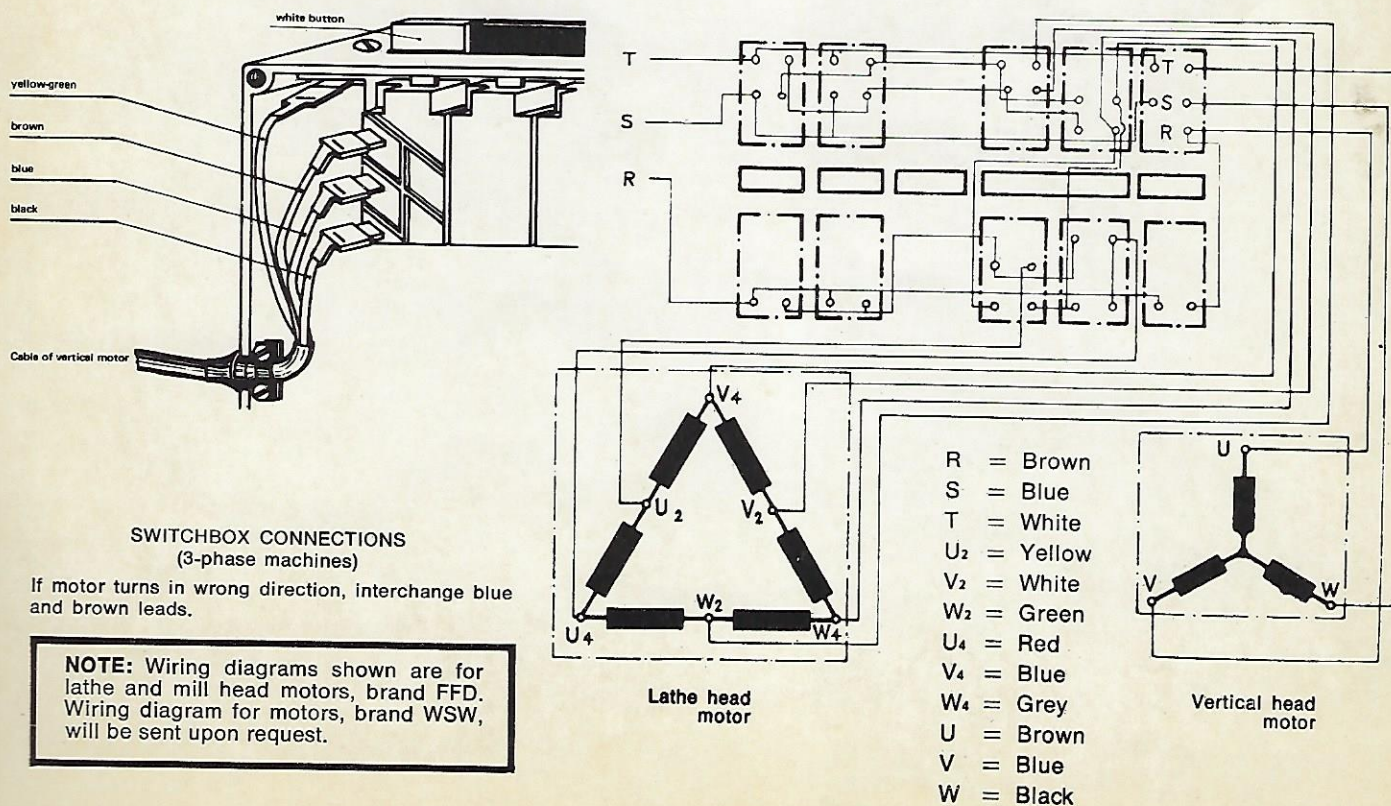 white button
yellow-green
brown
blue
black
Cable of vertical motor
SWITCHBOX CONNECTIONS
(3-phase machines)
If motor turns in wrong direction, interchange blue
and brown leads.
NOTE: Wiring diagrams shown are for
lathe and mill head motors, brand FFD.
Wiring diagram for motors, brand WSW,
will be sent upon request.
T
S
R
T
S
R
V4
U2
V2
W2
U4
W4
Lathe head
motor
R = Brown
S = Blue
T = White
U2 = Yellow
V2 = White
W2 = Green
U4 = Red
V4 = Blue
W4 = Grey
U = Brown
V = Blue
W = Black
U
V
W
Vertical head
motor